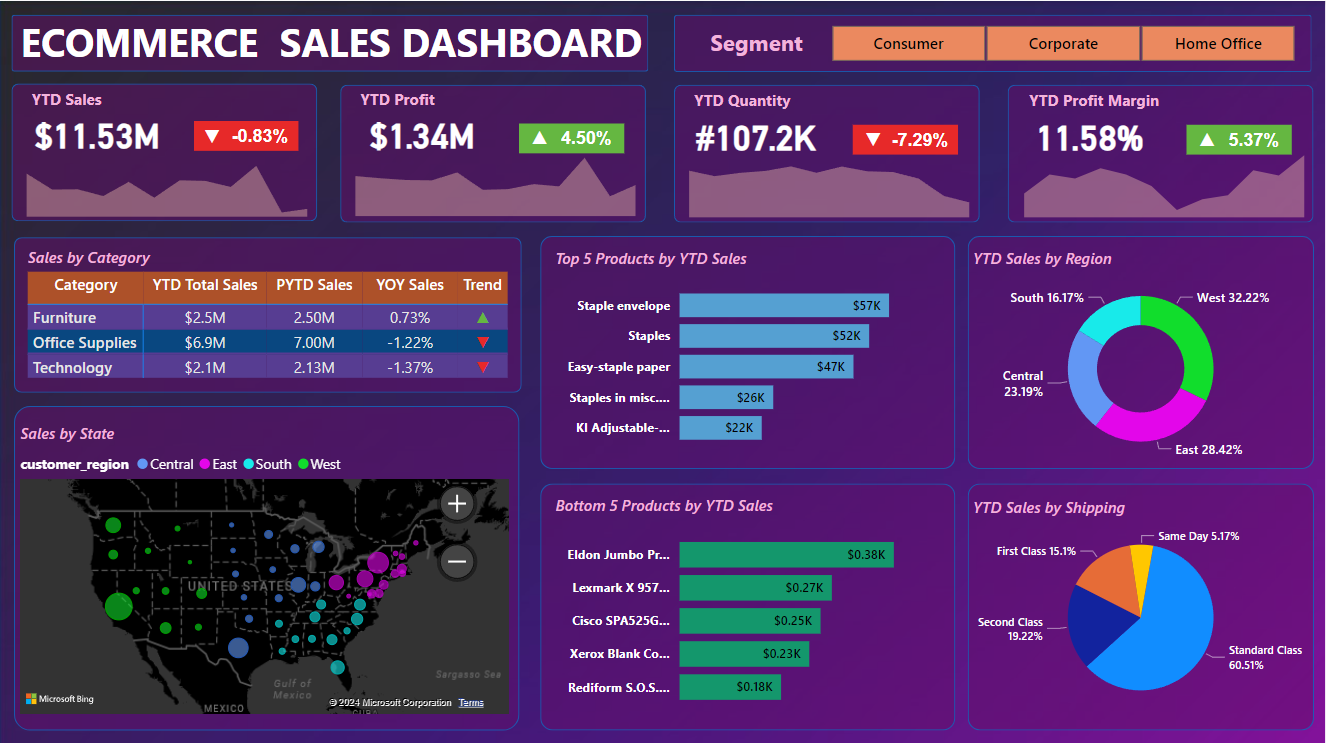 ECOMMERCE SALES DASHBOARD
Segment
Consumer
Corporate
Home Office
YTD Sales
$11.53M
▼ -0.83%
YTD Profit
$1.34M
▲ 4.50%
YTD Quantity
#107.2K
▼ -7.29%
YTD Profit Margin
11.58%
▲ 5.37%
Sales by Category
Category YTD Total Sales PYTD Sales YOY Sales Trend
Furniture $2.5M 2.50M 0.73% ▲
Office Supplies $6.9M 7.00M -1.22% ▼
Technology $2.1M 2.13M -1.37% ▼
Top 5 Products by YTD Sales
Staple envelope $57K
Staples $52K
Easy-staple paper $47K
Staples in misc.... $26K
KI Adjustable-... $22K
YTD Sales by Region
South 16.17%
West 32.22%
Central
23.19%
East 28.42%
Sales by State
customer_region Central East South West
+
−
UNITED STATES
Sargasso Sea
Gulf of
Mexico
MEXICO
CUBA
Microsoft Bing
© 2024 Microsoft Corporation Terms
Bottom 5 Products by YTD Sales
Eldon Jumbo Pr... $0.38K
Lexmark X 957... $0.27K
Cisco SPA525G... $0.25K
Xerox Blank Co... $0.23K
Rediform S.O.S.... $0.18K
YTD Sales by Shipping
Same Day 5.17%
First Class 15.1%
Second Class
19.22%
Standard Class
60.51%